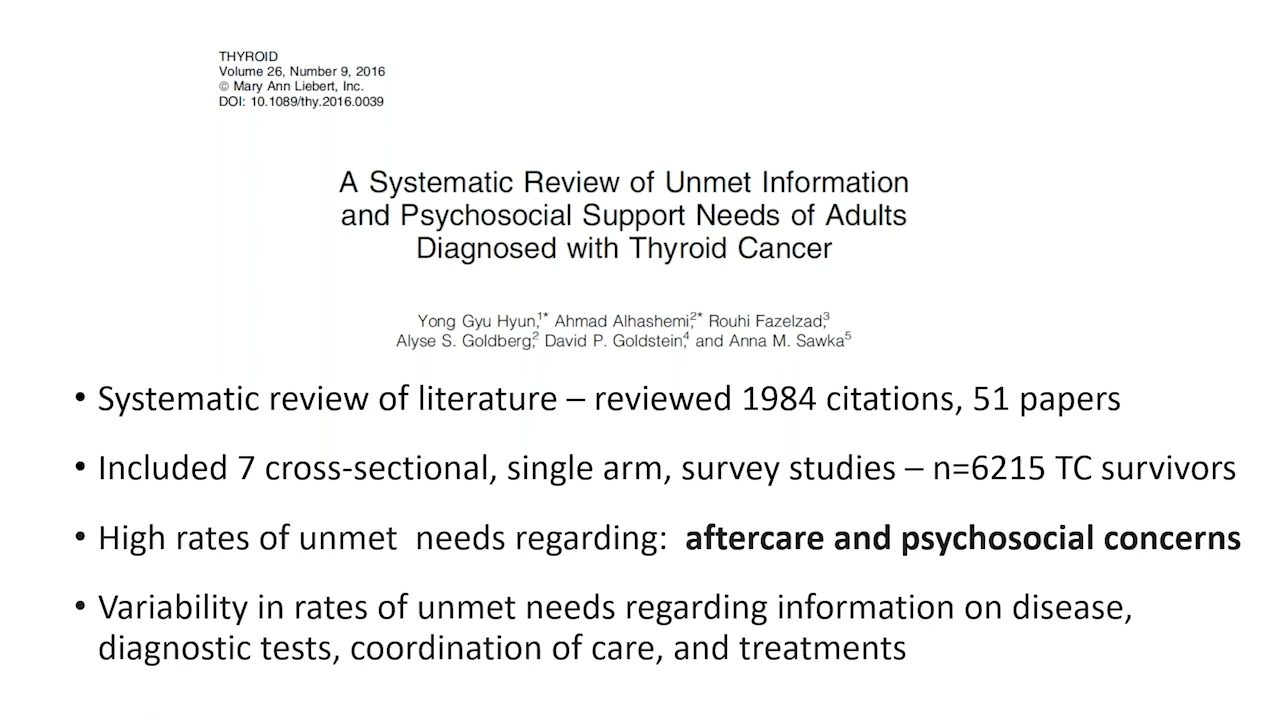 THYROID
Volume 26, Number 9, 2016
© Mary Ann Liebert, Inc.
DOI: 10.1089/thy.2016.0039
A Systematic Review of Unmet Information
and Psychosocial Support Needs of Adults
Diagnosed with Thyroid Cancer
Yong Gyu Hyun,1* Ahmad Alhashemi,2* Rouhi Fazelzad,3
Alyse S. Goldberg,2 David P. Goldstein,4 and Anna M. Sawka5
• Systematic review of literature – reviewed 1984 citations, 51 papers
• Included 7 cross-sectional, single arm, survey studies – n=6215 TC survivors
• High rates of unmet  needs regarding:  aftercare and psychosocial concerns
• Variability in rates of unmet needs regarding information on disease,
diagnostic tests, coordination of care, and treatments